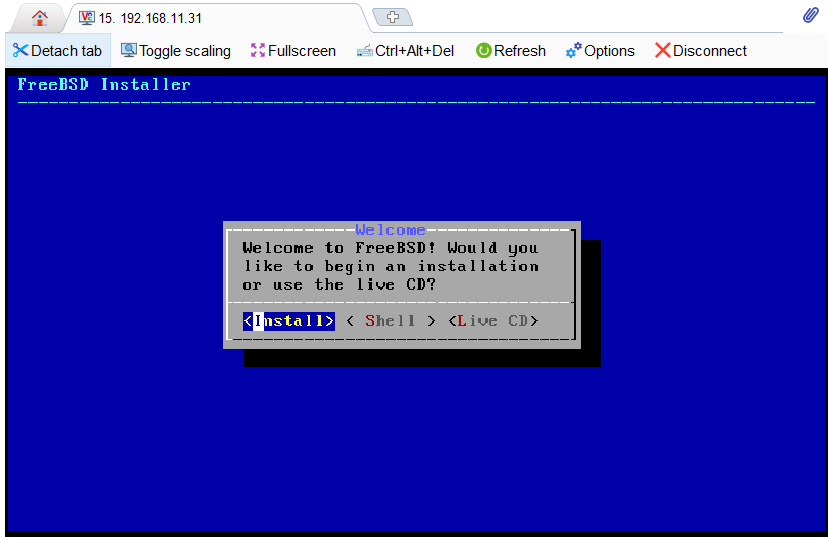 15. 192.168.11.31
Detach tab Toggle scaling Fullscreen Ctrl+Alt+Del Refresh Options Disconnect
FreeBSD Installer
Welcome
Welcome to FreeBSD! Would you
like to begin an installation
or use the live CD?
<Install> < Shell > <Live CD>